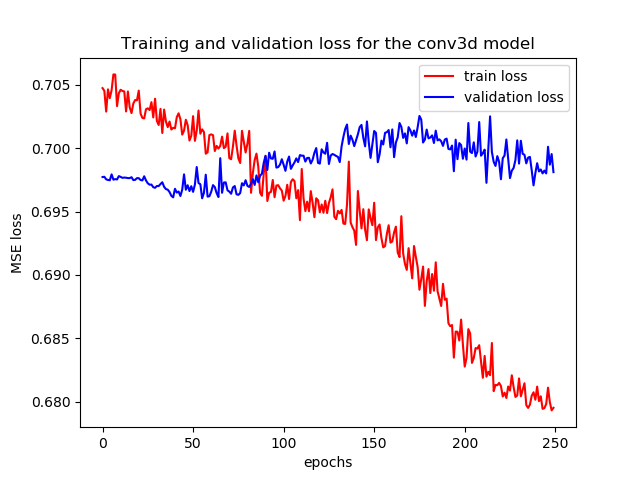 Training and validation loss for the conv3d model
train loss
validation loss
MSE loss
0.705
0.700
0.695
0.690
0.685
0.680
0
50
100
150
200
250
epochs